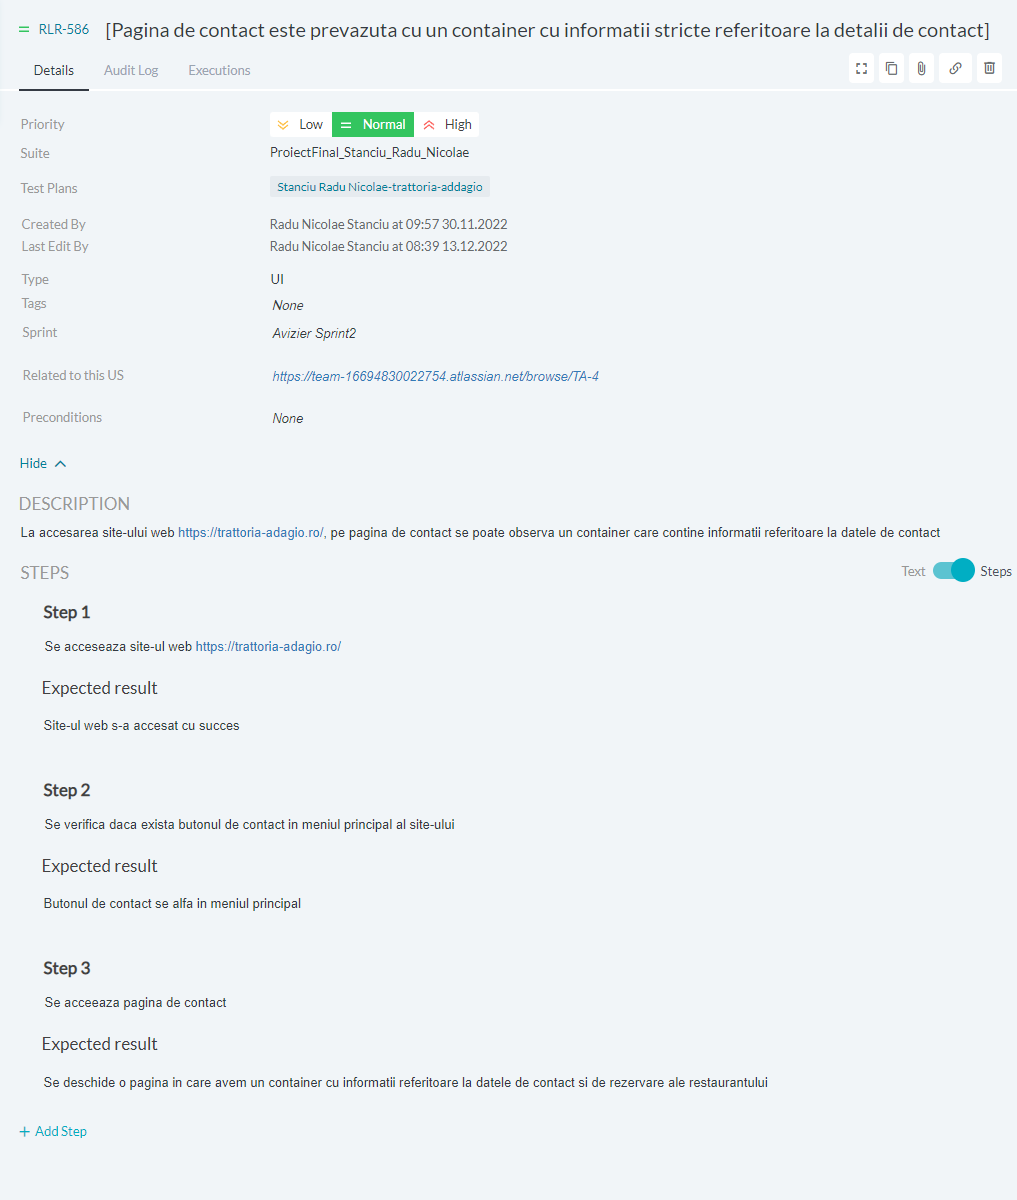 RLR-586 [Pagina de contact este prevazuta cu un container cu informatii stricte referitoare la detalii de contact]
Details Audit Log Executions
Priority Low Normal High
Suite ProiectFinal_Stanciu_Radu_Nicolae
Test Plans Stanciu Radu Nicolae-trattoria-addagio
Created By Radu Nicolae Stanciu at 09:57 30.11.2022
Last Edit By Radu Nicolae Stanciu at 08:39 13.12.2022
Type UI
Tags None
Sprint Avizier Sprint2
Related to this US https://team-16694830022754.atlassian.net/browse/TA-4
Preconditions None
Hide
DESCRIPTION
La accesarea site-ului web https://trattoria-adagio.ro/, pe pagina de contact se poate observa un container care contine informatii referitoare la datele de contact
STEPS Text Steps
Step 1
Se acceseaza site-ul web https://trattoria-adagio.ro/
Expected result
Site-ul web s-a accesat cu succes
Step 2
Se verifica daca exista butonul de contact in meniul principal al site-ului
Expected result
Butonul de contact se alfa in meniul principal
Step 3
Se acceeaza pagina de contact
Expected result
Se deschide o pagina in care avem un container cu informatii referitoare la datele de contact si de rezervare ale restaurantului
+ Add Step